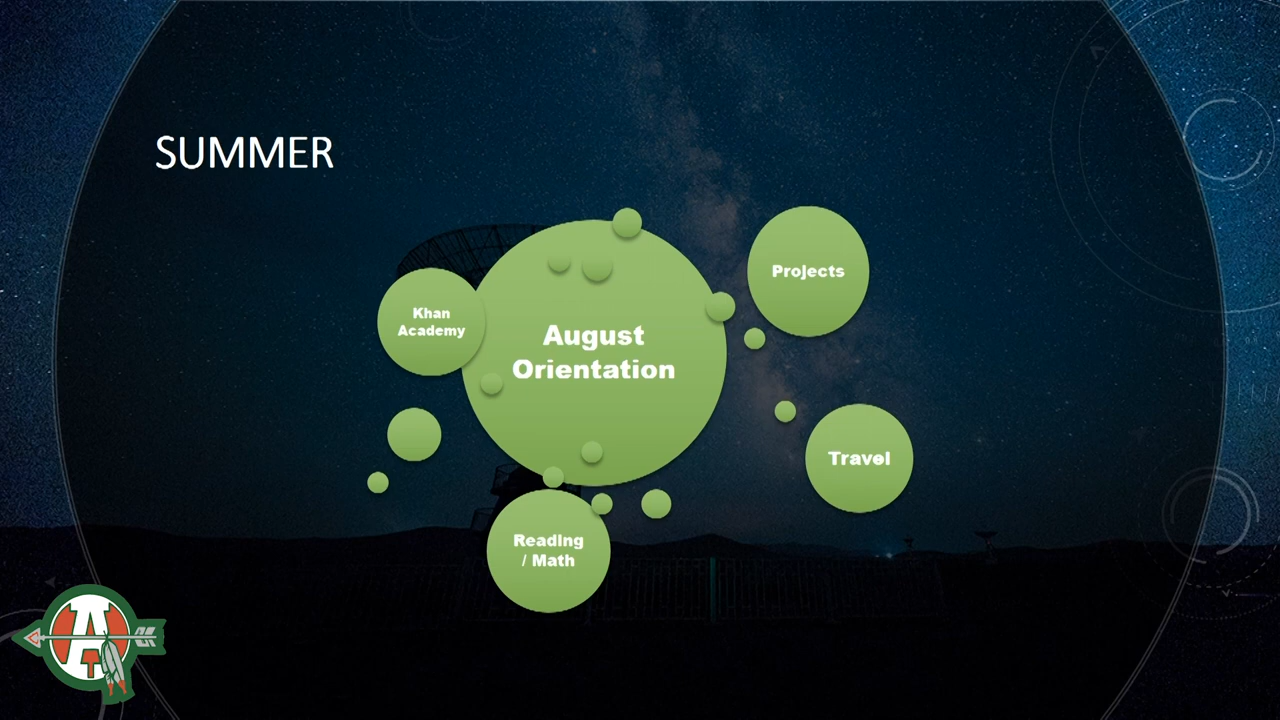 SUMMER
Projects
Khan
Academy
August
Orientation
Travel
Reading
/ Math
A